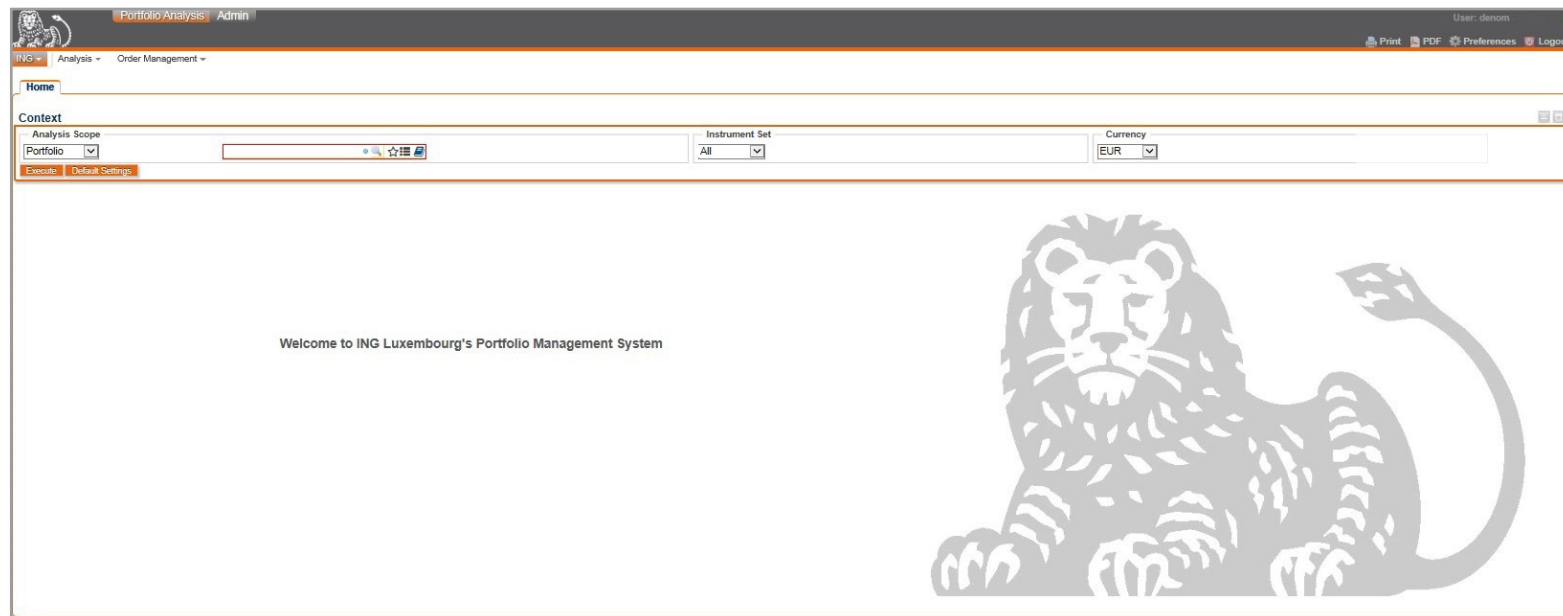 Portfolio Analysis Admin
User: denom
Print PDF Preferences Logou
ING Analysis Order Management
Home
Context
Analysis Scope Instrument Set Currency
Portfolio All EUR
Execute Default Settings
Welcome to ING Luxembourg's Portfolio Management System